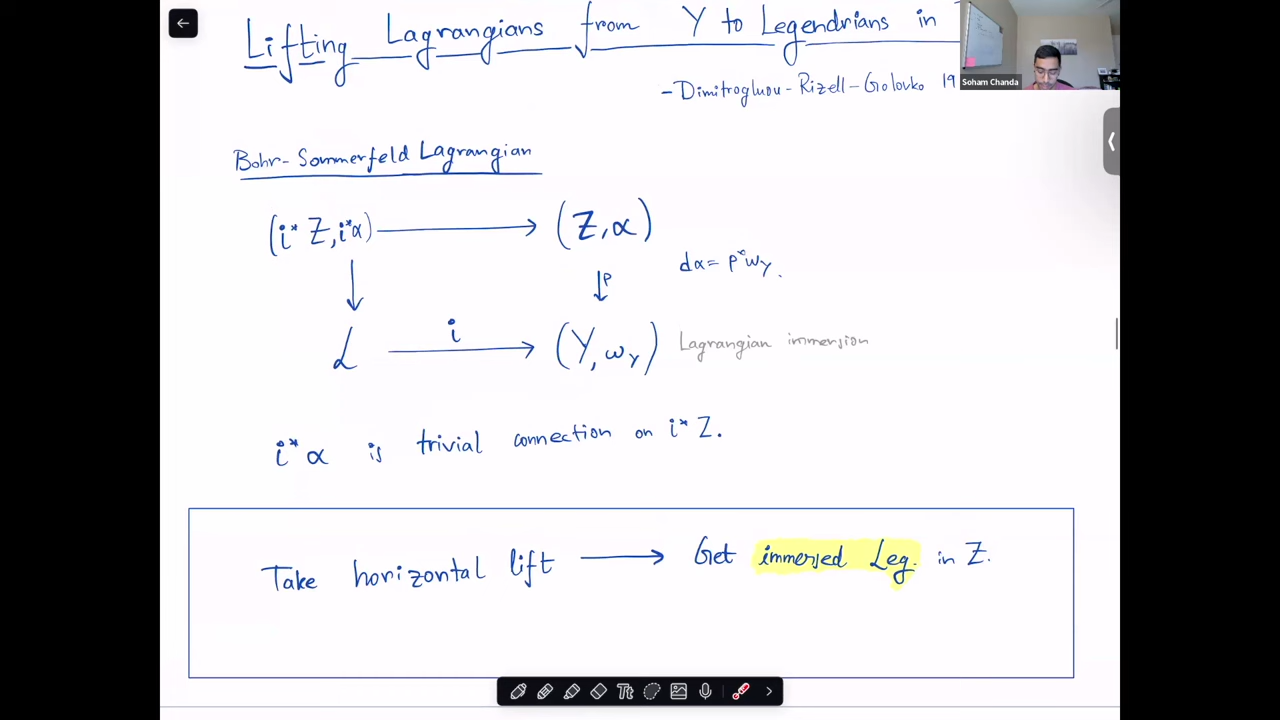 Lifting Lagrangians from Y to Legendrians in
- Dimitroglou - Rizell - Golovko 19
Soham Chanda
Bohr-Sommerfeld Lagrangian
(i* Z, i*α) → (Z, α)
↓ ↓ p dα = p*ω_Y.
L i → (Y, ω_Y) Lagrangian immersion
i*α is trivial connection on i*Z.
Take horizontal lift → Get immersed Leg. in Z.
Tt